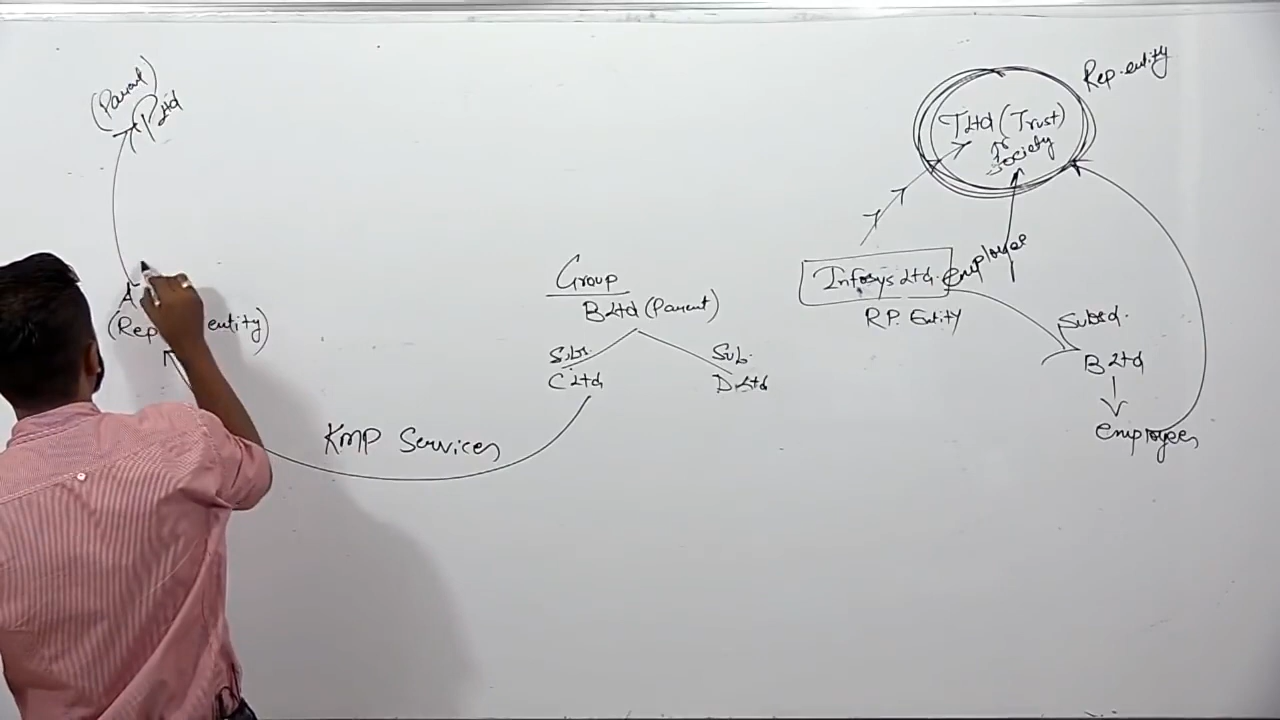 (Parent)
P Ltd
A
(Rep entity)
KMP Services
Group
B Ltd (Parent)
Subs.
C Ltd
Sub.
D Ltd
Rep. entity
T Ltd (Trust)
Society
employee
Infosys Ltd.
R.P. Entity
Subsd.
B Ltd
employees